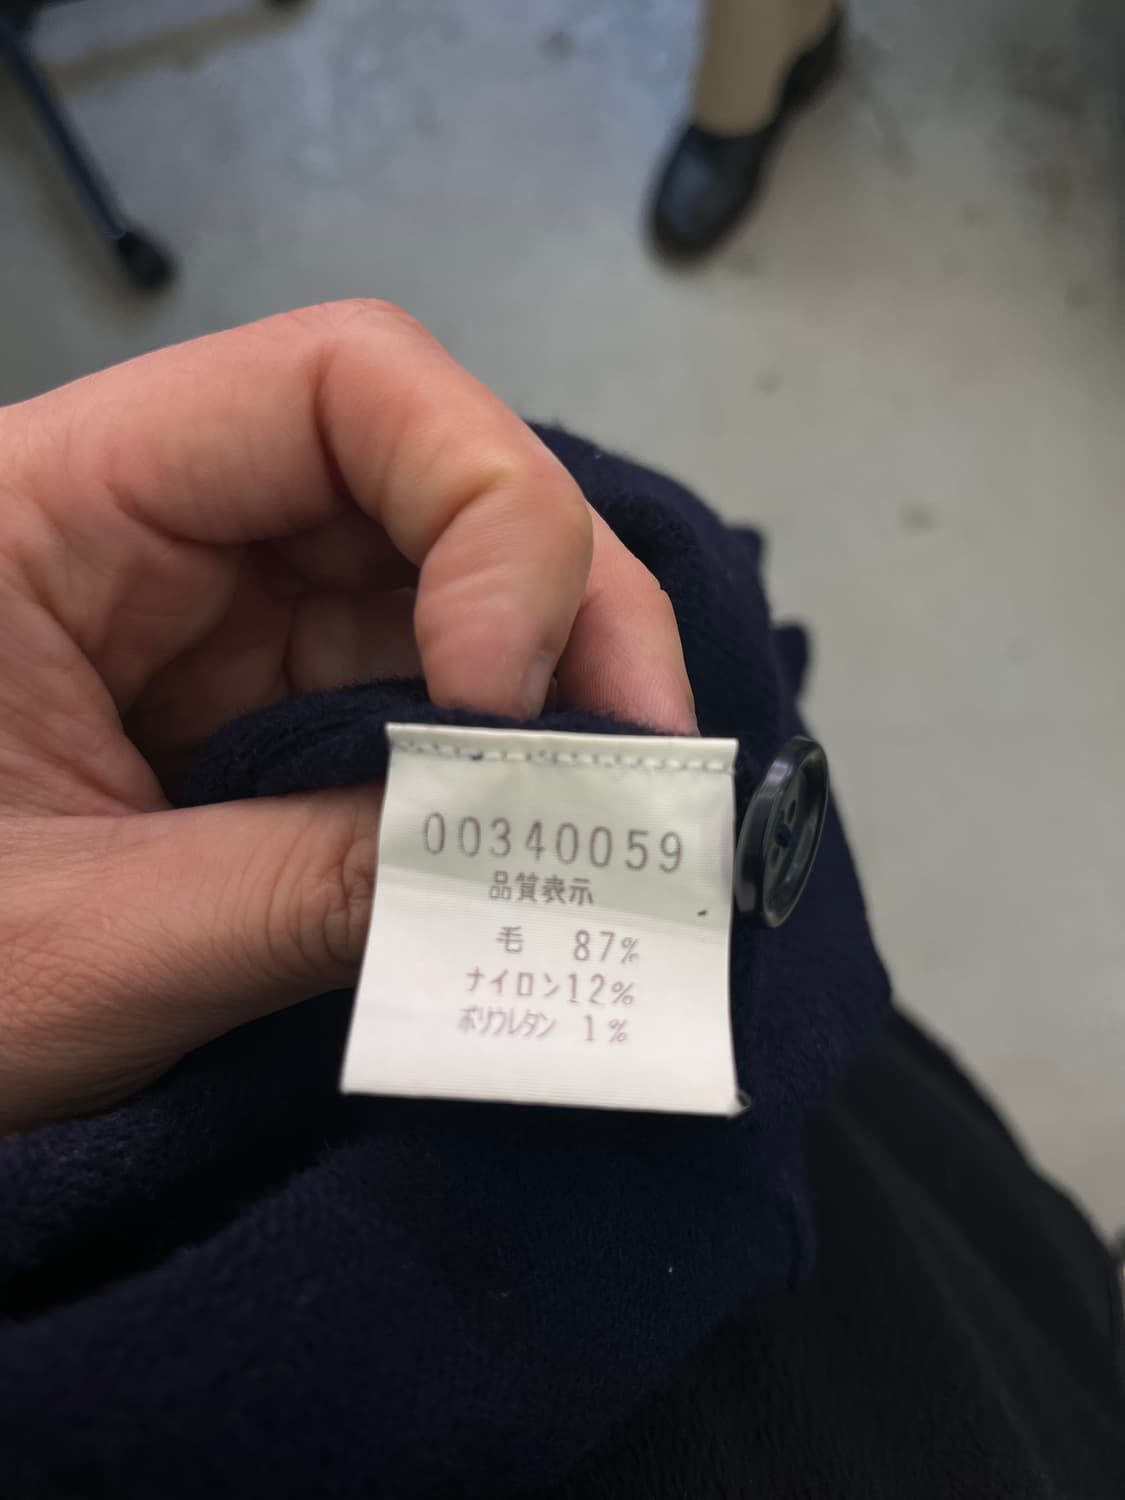 00340059
品質表示
毛 87%
ナイロン12%
ポリウレタン 1%